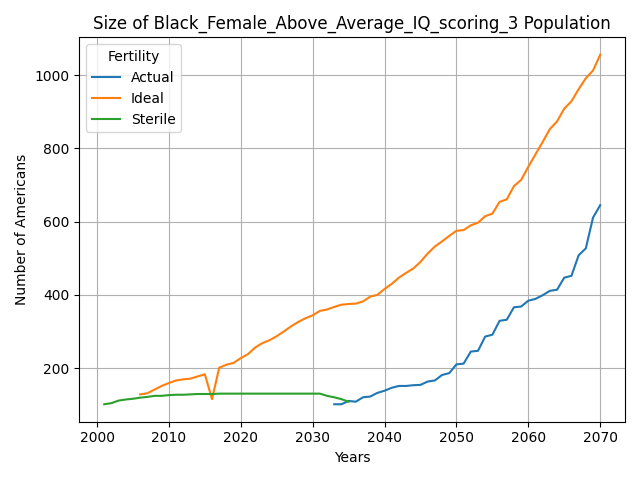 Size of Black_Female_Above_Average_IQ_scoring_3 Population
Fertility
Actual
Ideal
Sterile
Number of Americans
1000
800
600
400
200
2000 2010 2020 2030 2040 2050 2060 2070
Years